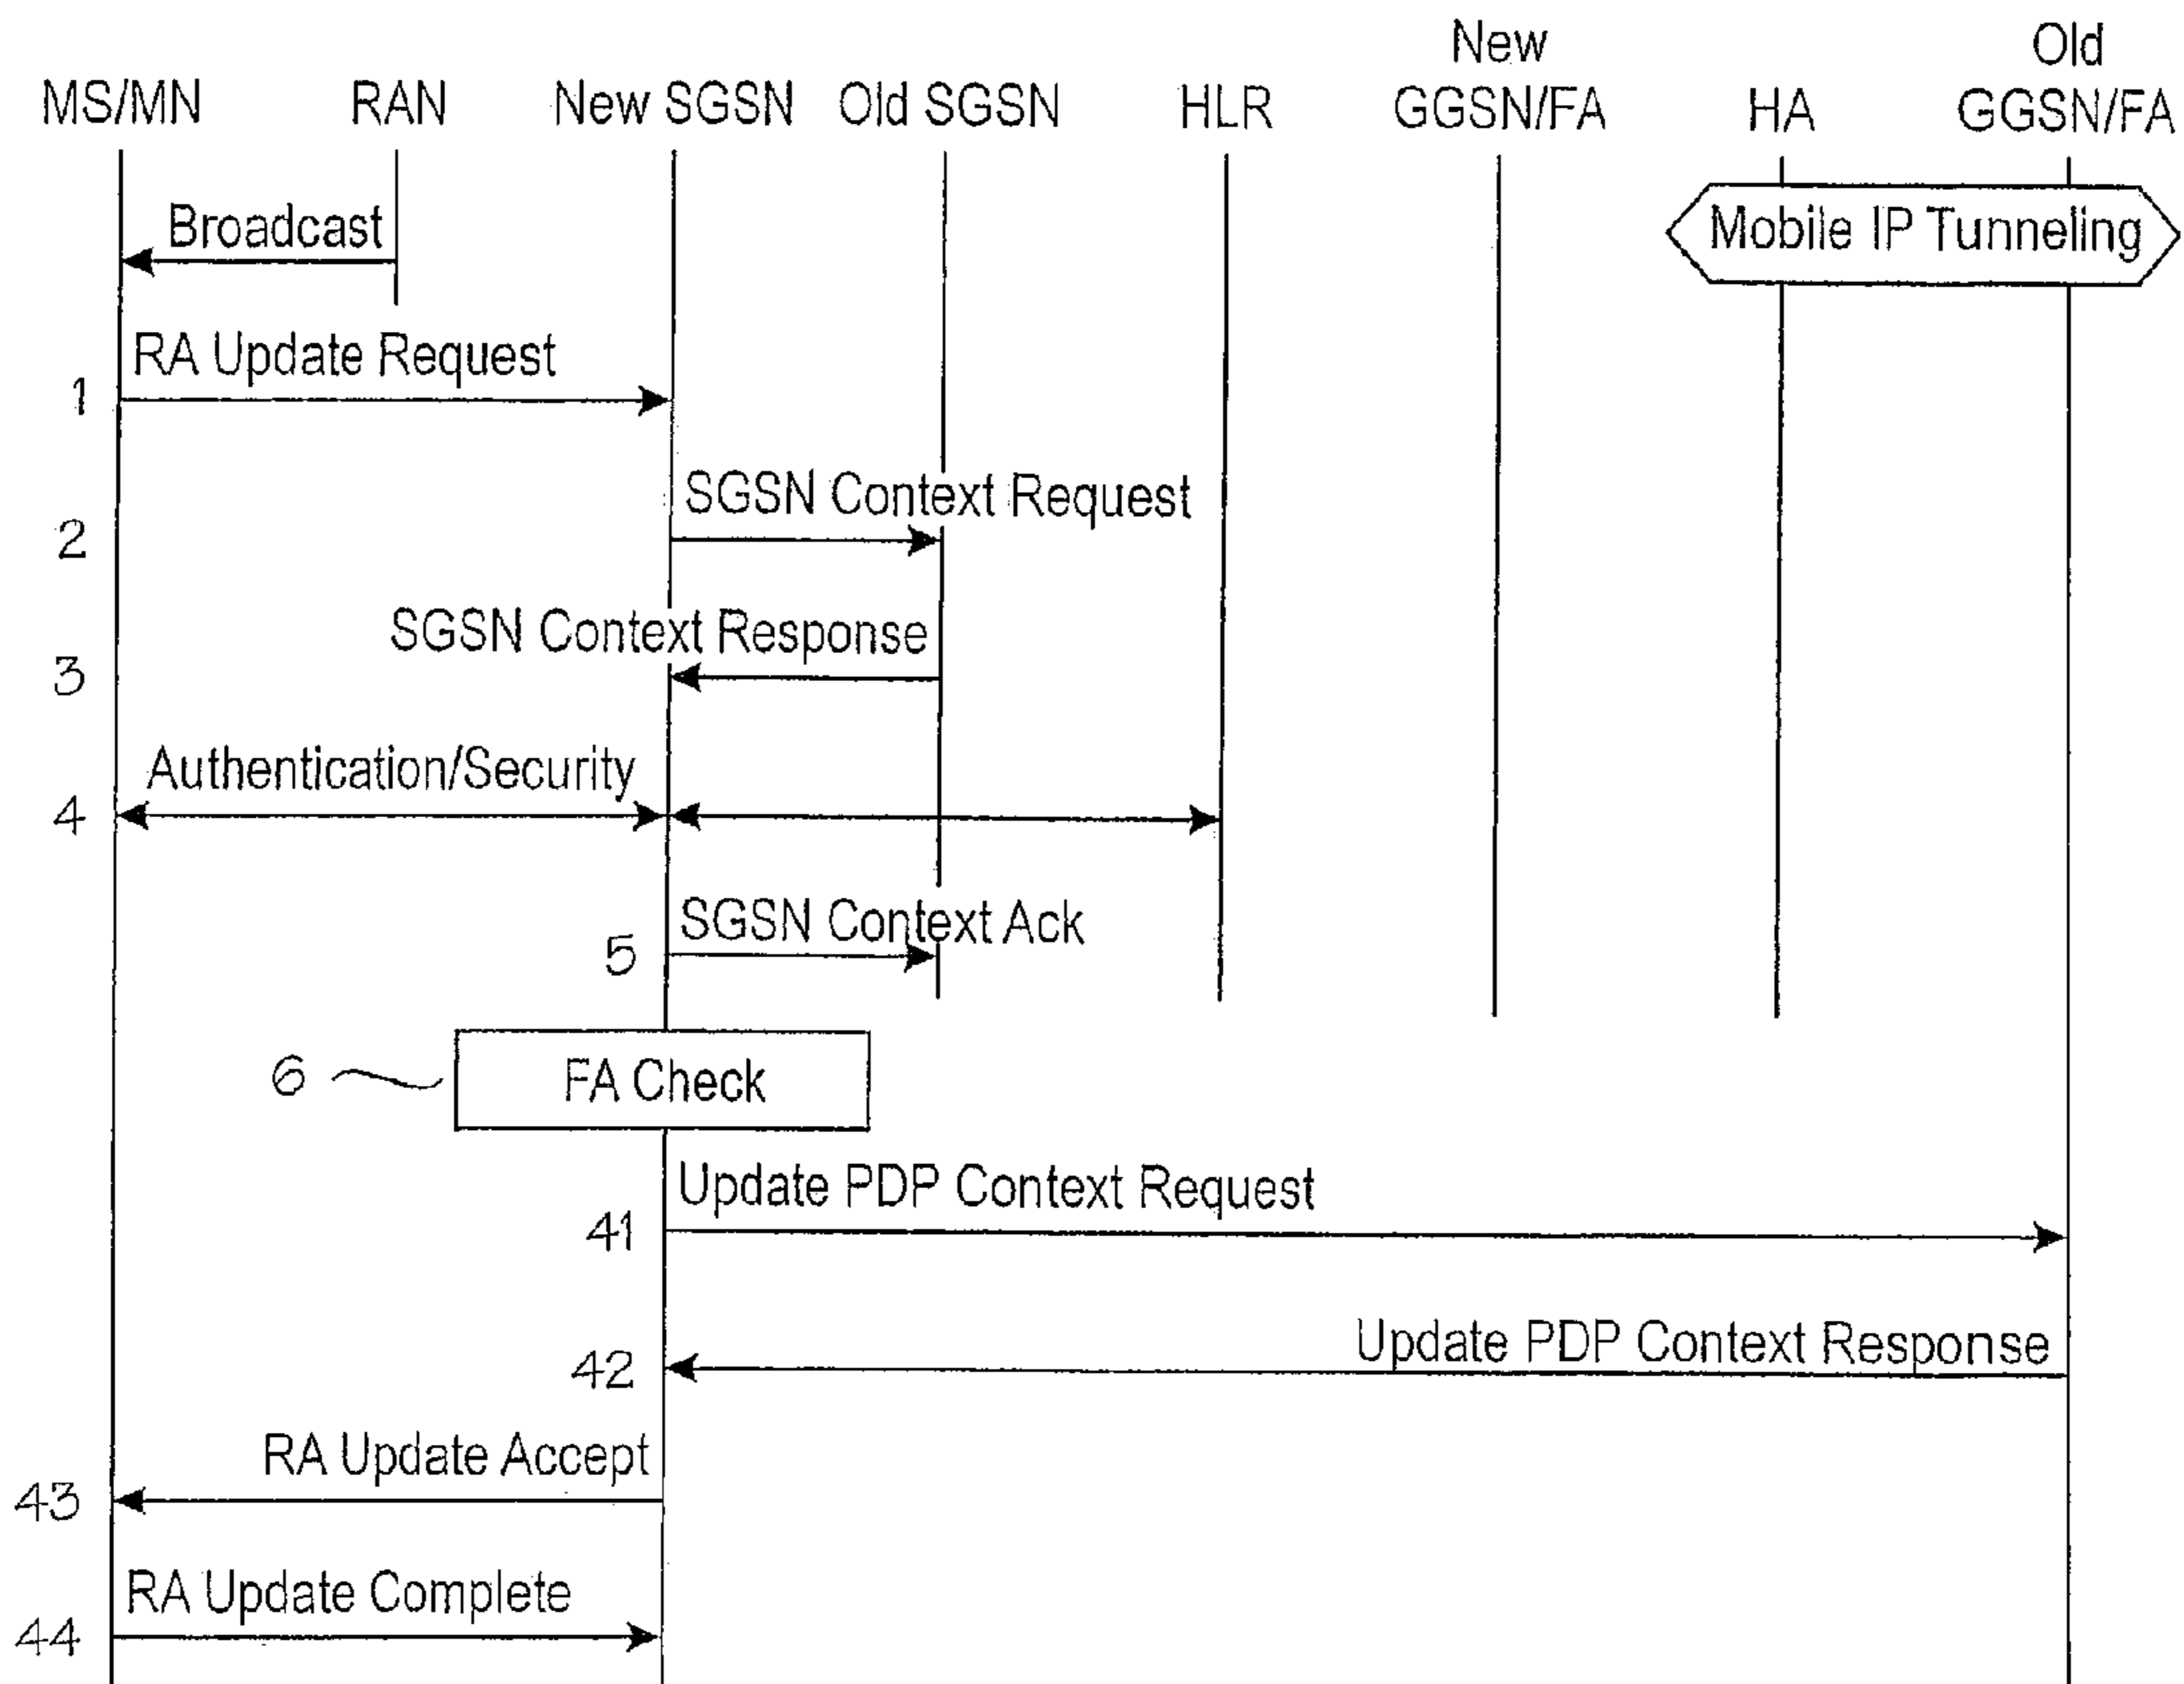 New
Old
MS/MN RAN New SGSN Old SGSN HLR GGSN/FA HA GGSN/FA
Broadcast
Mobile IP Tunneling
RA Update Request
1
SGSN Context Request
2
SGSN Context Response
3
Authentication/Security
4
SGSN Context Ack
5
6
FA Check
Update PDP Context Request
41
Update PDP Context Response
42
RA Update Accept
43
RA Update Complete
44